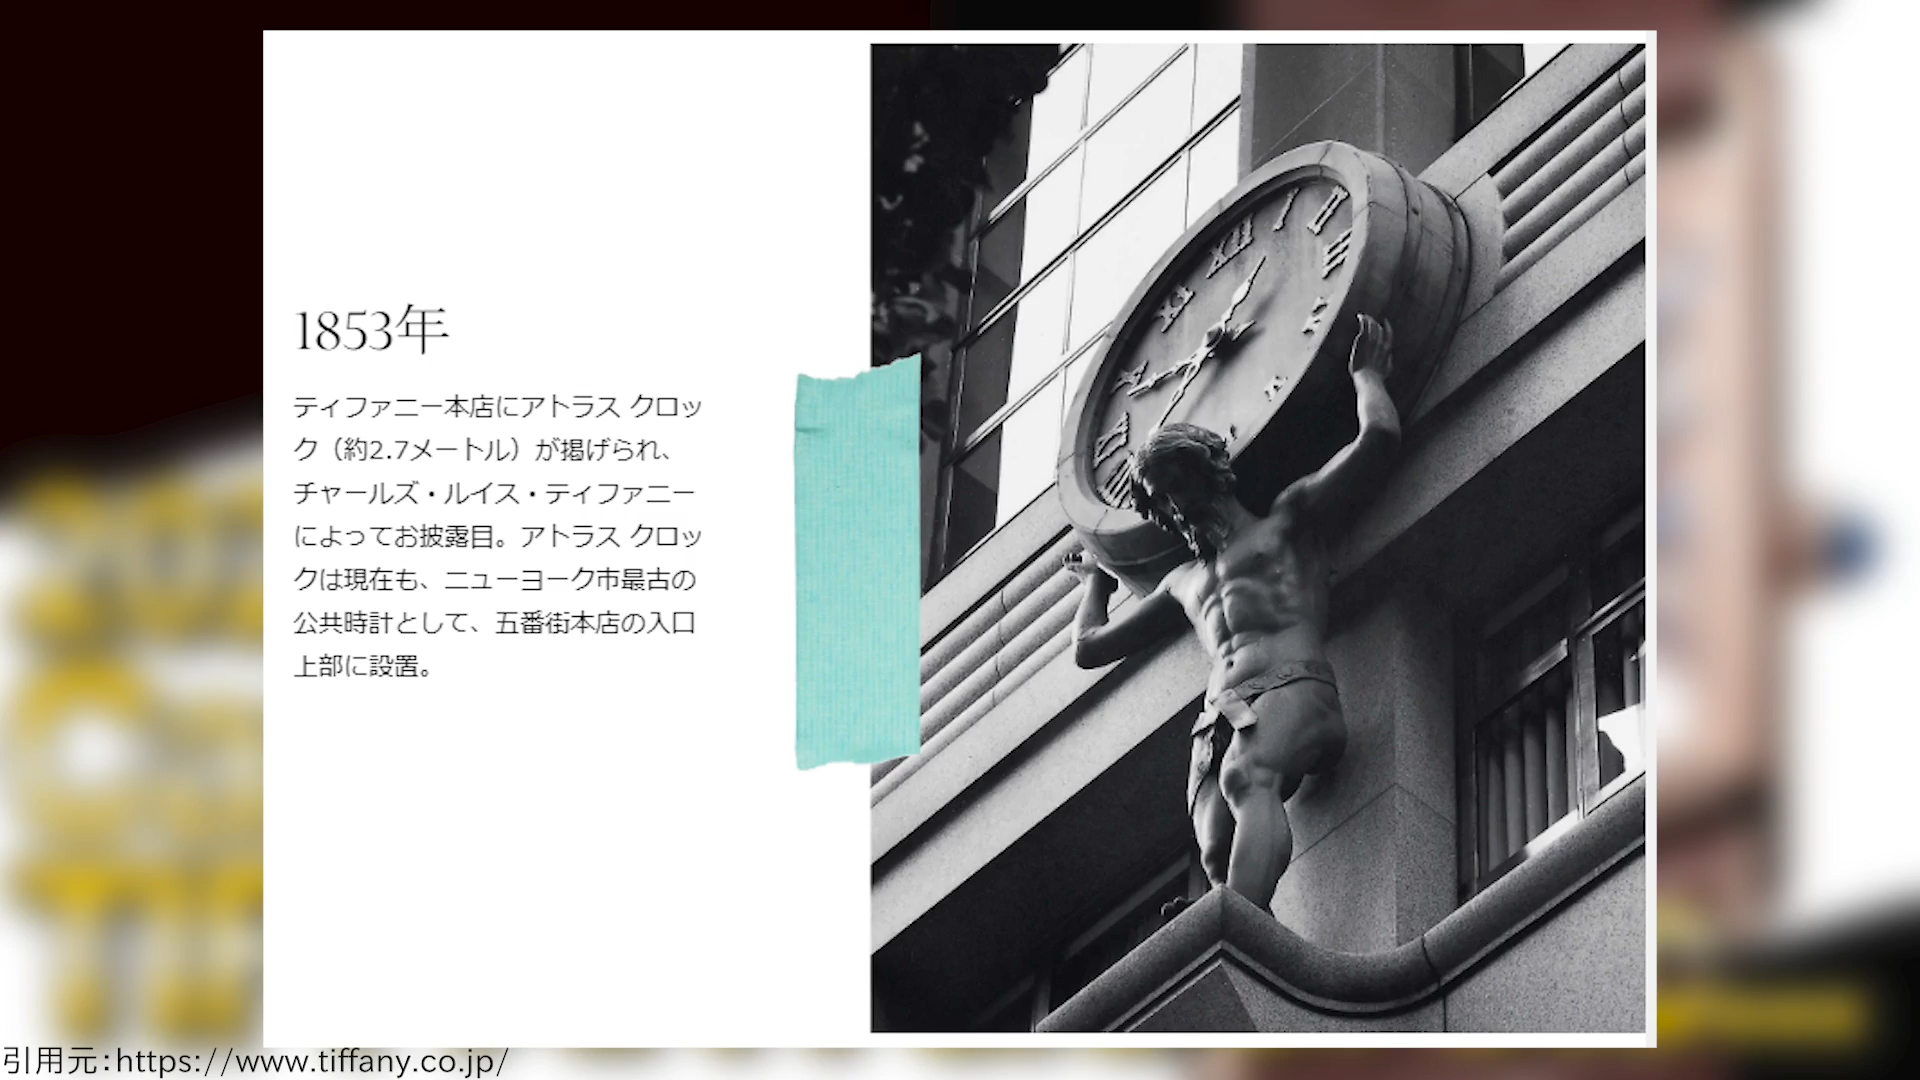 1853年
ティファニー本店にアトラス クロッ
ク（約2.7メートル）が掲げられ、
チャールズ・ルイス・ティファニー
によってお披露目。アトラス クロッ
クは現在も、ニューヨーク市最古の
公共時計として、五番街本店の入口
上部に設置。
引用元:https://www.tiffany.co.jp/